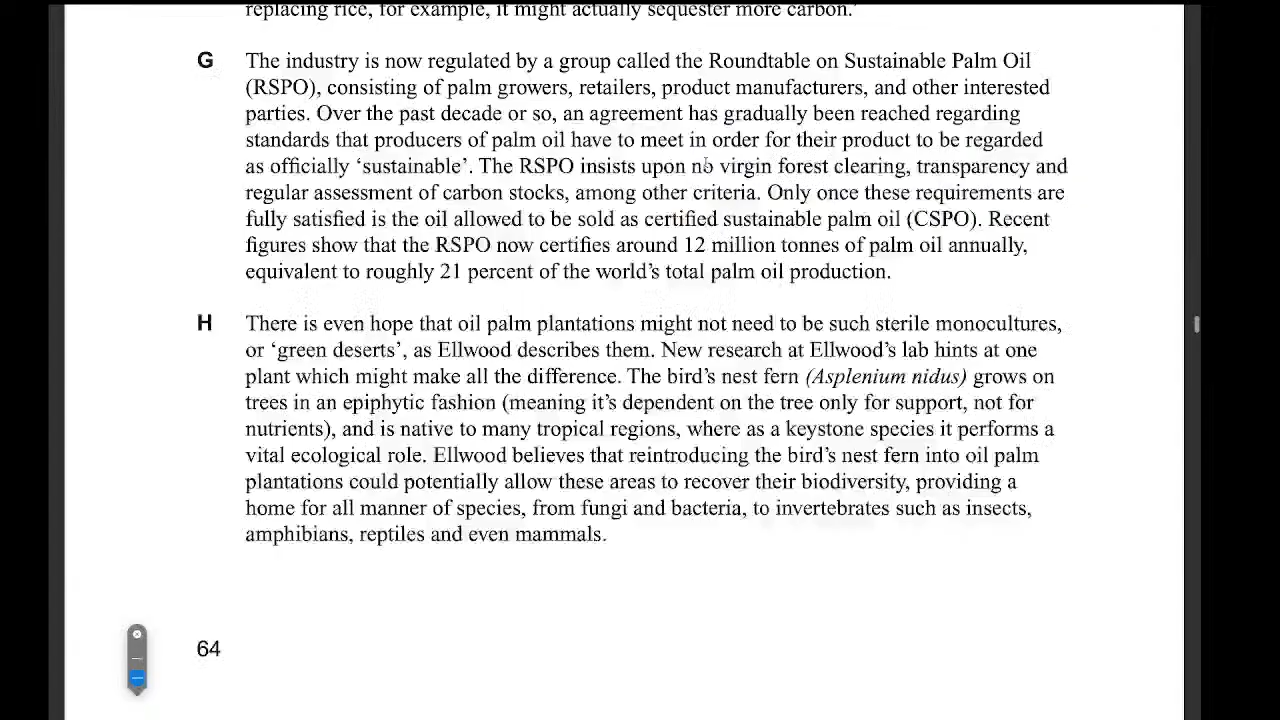 replacing rice, for example, it might actually sequester more carbon.'
G The industry is now regulated by a group called the Roundtable on Sustainable Palm Oil
(RSPO), consisting of palm growers, retailers, product manufacturers, and other interested
parties. Over the past decade or so, an agreement has gradually been reached regarding
standards that producers of palm oil have to meet in order for their product to be regarded
as officially ‘sustainable’. The RSPO insists upon no virgin forest clearing, transparency and
regular assessment of carbon stocks, among other criteria. Only once these requirements are
fully satisfied is the oil allowed to be sold as certified sustainable palm oil (CSPO). Recent
figures show that the RSPO now certifies around 12 million tonnes of palm oil annually,
equivalent to roughly 21 percent of the world’s total palm oil production.
H There is even hope that oil palm plantations might not need to be such sterile monocultures,
or ‘green deserts’, as Ellwood describes them. New research at Ellwood’s lab hints at one
plant which might make all the difference. The bird’s nest fern (Asplenium nidus) grows on
trees in an epiphytic fashion (meaning it’s dependent on the tree only for support, not for
nutrients), and is native to many tropical regions, where as a keystone species it performs a
vital ecological role. Ellwood believes that reintroducing the bird’s nest fern into oil palm
plantations could potentially allow these areas to recover their biodiversity, providing a
home for all manner of species, from fungi and bacteria, to invertebrates such as insects,
amphibians, reptiles and even mammals.
64